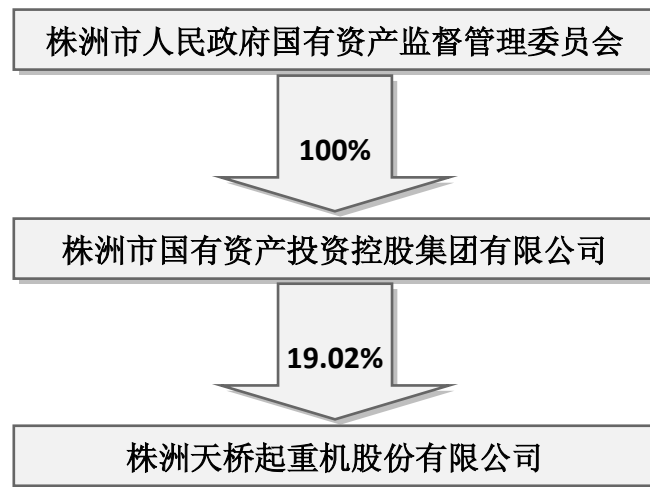 株洲市人民政府国有资产监督管理委员会
100%
株洲市国有资产投资控股集团有限公司
19.02%
株洲天桥起重机股份有限公司